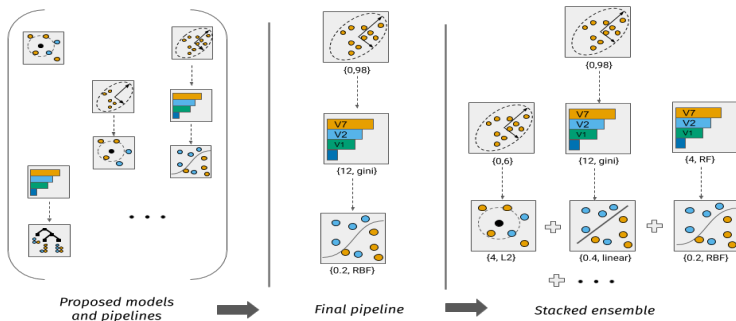 {0,98}
V7
V2
V1
{12, gini}
{0.2, RBF}
{0,98}
{0,6}
V7
V2
V1
{12, gini}
V7
V2
V1
{4, RF}
{4, L2}
{0.4, linear}
{0.2, RBF}
Proposed models
and pipelines
Final pipeline
Stacked ensemble